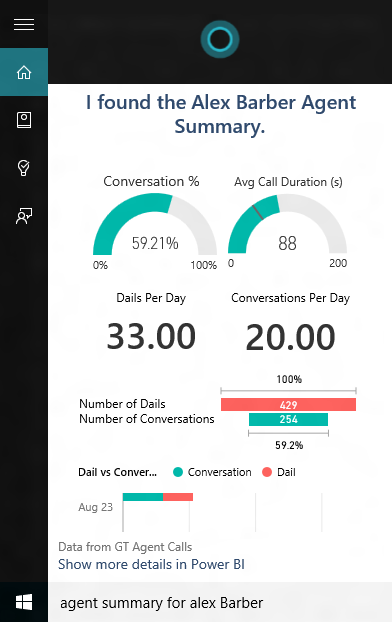 I found the Alex Barber Agent
Summary.
Conversation %
Avg Call Duration (s)
59.21%
88
0%
100%
0
200
Dails Per Day
Conversations Per Day
33.00
20.00
100%
Number of Dails
429
Number of Conversations
254
59.2%
Dail vs Conver...
Conversation
Dail
Aug 23
Data from GT Agent Calls
Show more details in Power BI
agent summary for alex Barber